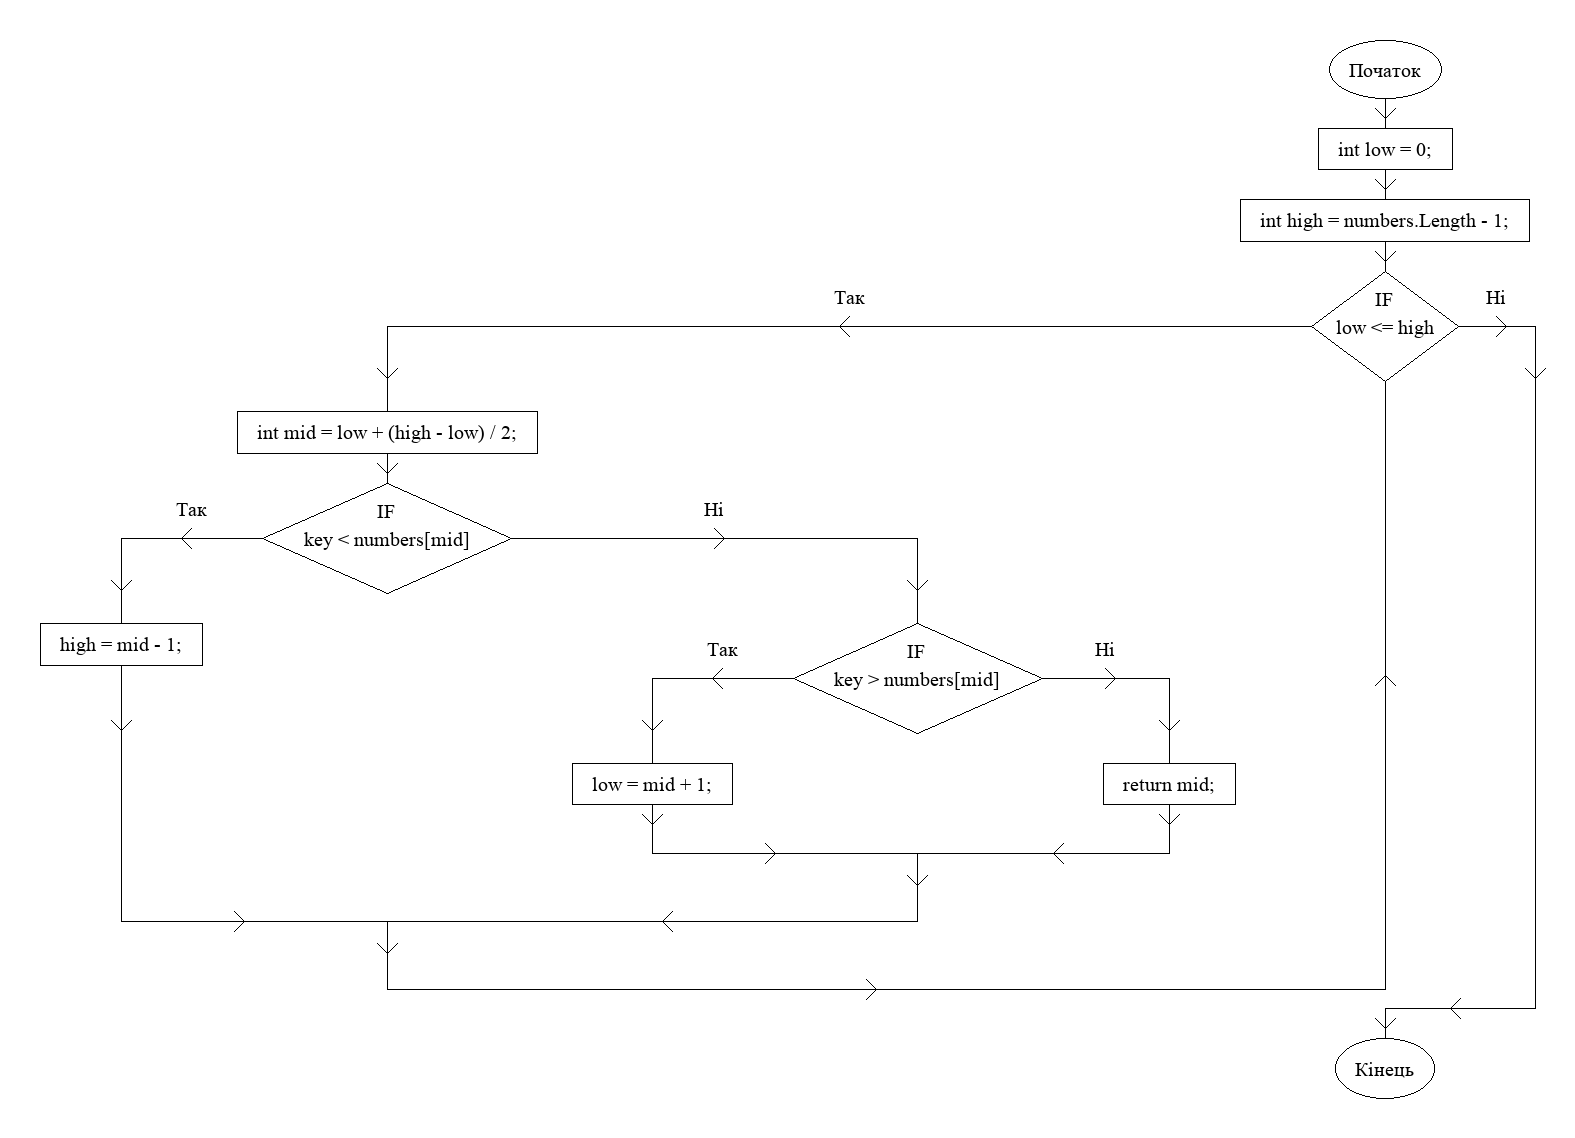 Початок
int low = 0;
int high = numbers.Length - 1;
Так
IF
low <= high
Ні
int mid = low + (high - low) / 2;
Так
IF
key < numbers[mid]
Ні
high = mid - 1;
Так
IF
key > numbers[mid]
Ні
low = mid + 1;
return mid;
Кінець